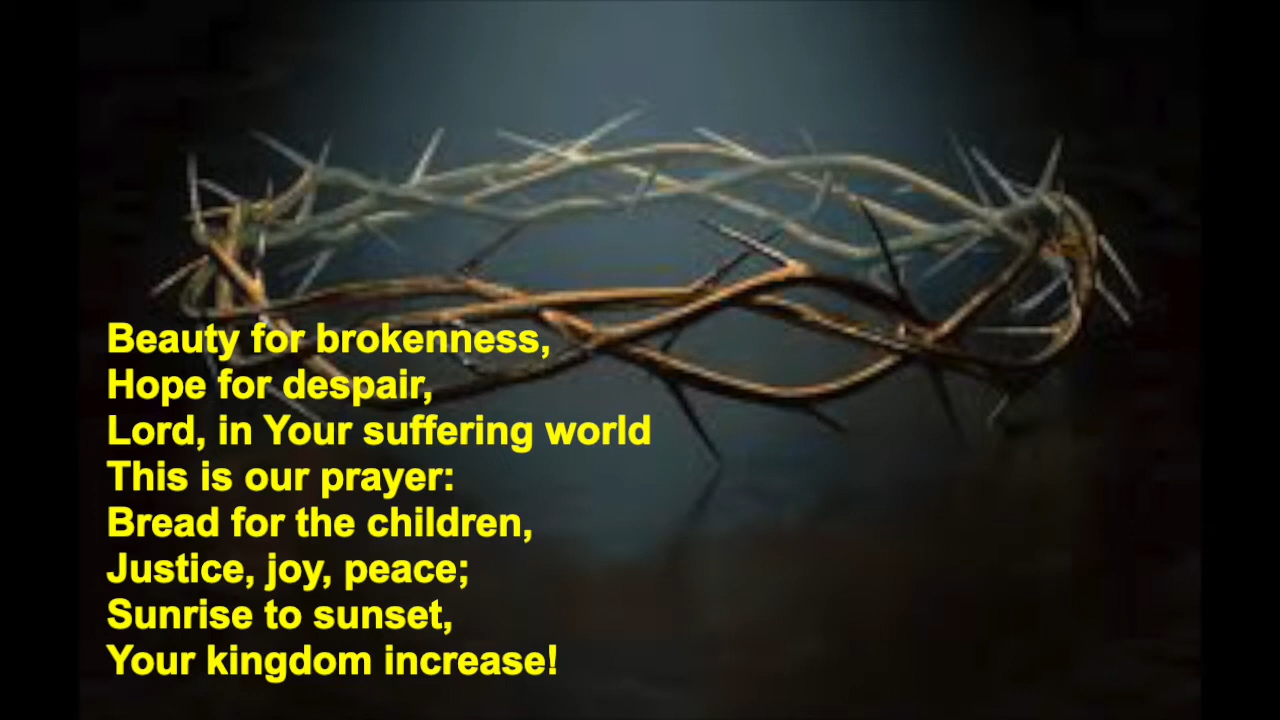 Beauty for brokenness,
Hope for despair,
Lord, in Your suffering world
This is our prayer:
Bread for the children,
Justice, joy, peace;
Sunrise to sunset,
Your kingdom increase!